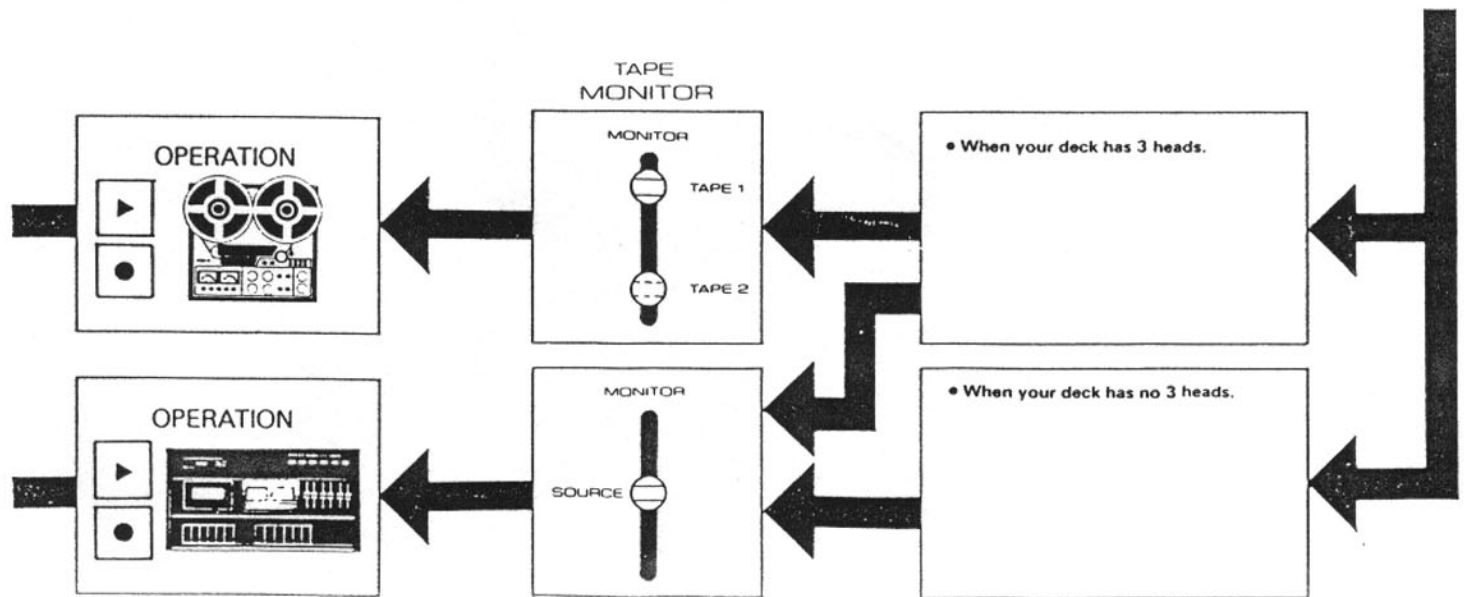 TAPE
MONITOR
OPERATION
MONITOR
TAPE 1
TAPE 2
• When your deck has 3 heads.
OPERATION
MONITOR
SOURCE
• When your deck has no 3 heads.